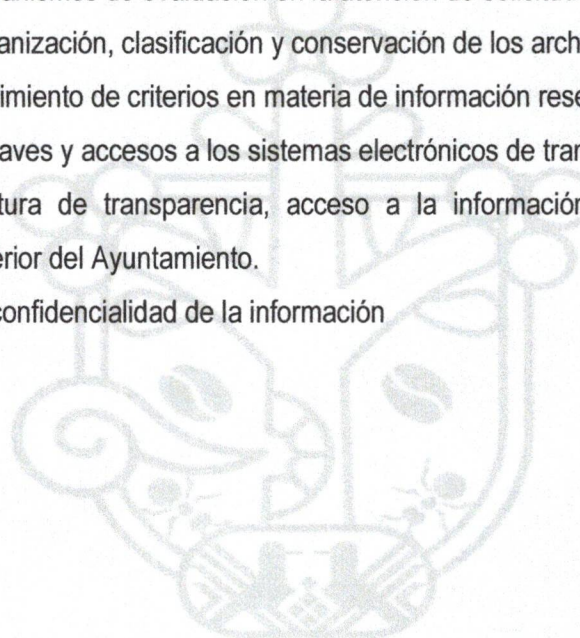 organización, clasificación y conservación de los arch
imiento de criterios en materia de información rese
aves y accesos a los sistemas electrónicos de tran
tura de transparencia, acceso a la información
erior del Ayuntamiento.
confidencialidad de la información